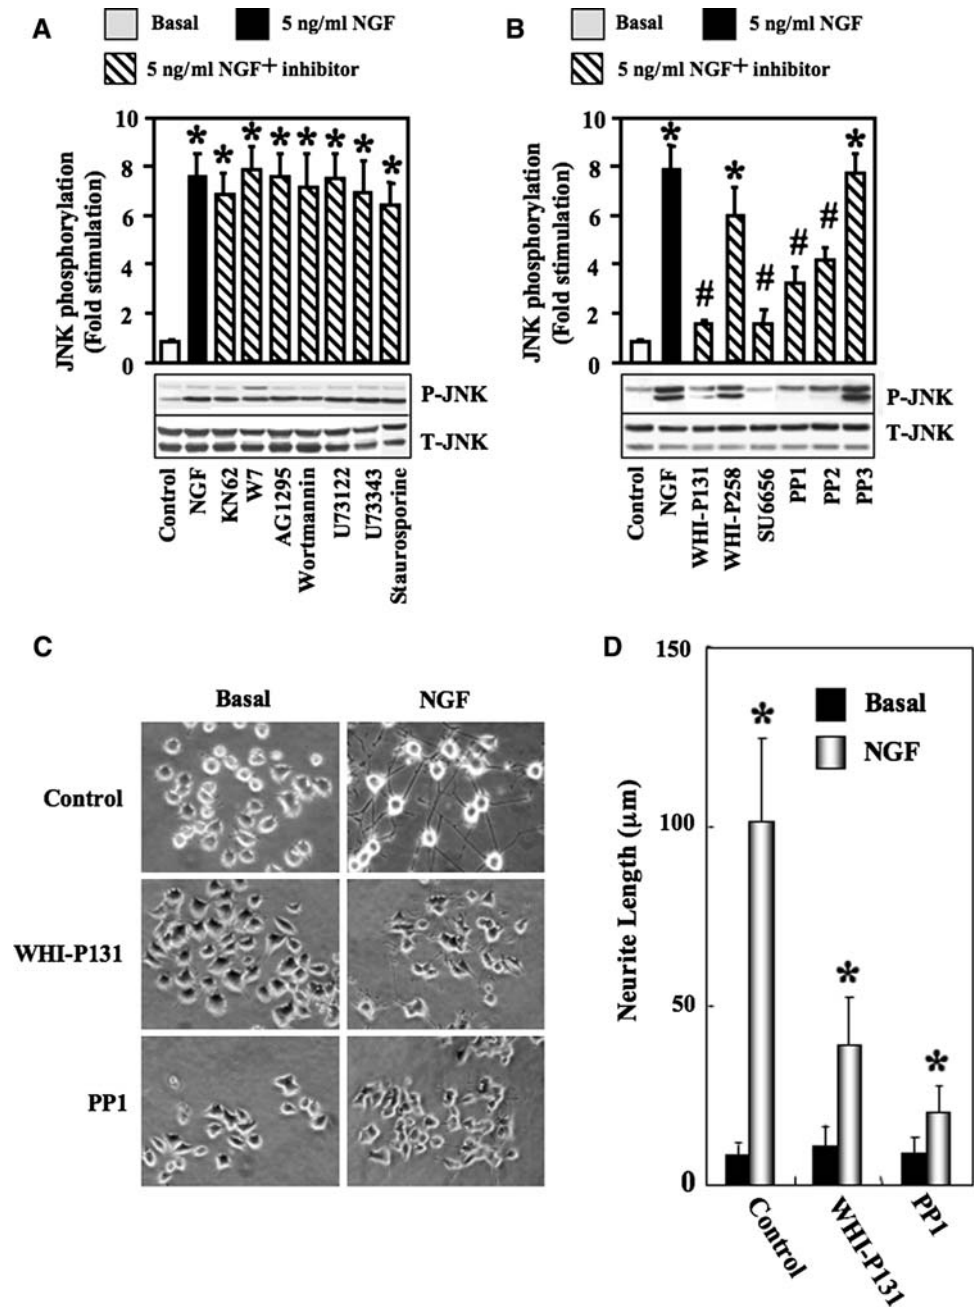 A
Basal
5 ng/ml NGF
5 ng/ml NGF+ inhibitor
JNK phosphorylation
(Fold stimulation)
10
8
6
4
2
0
* * * * * * * *
P-JNK
T-JNK
Control
NGF
KN62
W7
AG1295
Wortmannin
U73122
U73343
Staurosporine
B
Basal
5 ng/ml NGF
5 ng/ml NGF+ inhibitor
JNK phosphorylation
(Fold stimulation)
10
8
6
4
2
0
* # * # # # *
P-JNK
T-JNK
Control
NGF
WHI-P131
WHI-P258
SU6656
PP1
PP2
PP3
C
Basal
NGF
Control
WHI-P131
PP1
D
Neurite Length (μm)
150
100
50
0
Basal
NGF
* * *
Control
WHI-P131
PP1